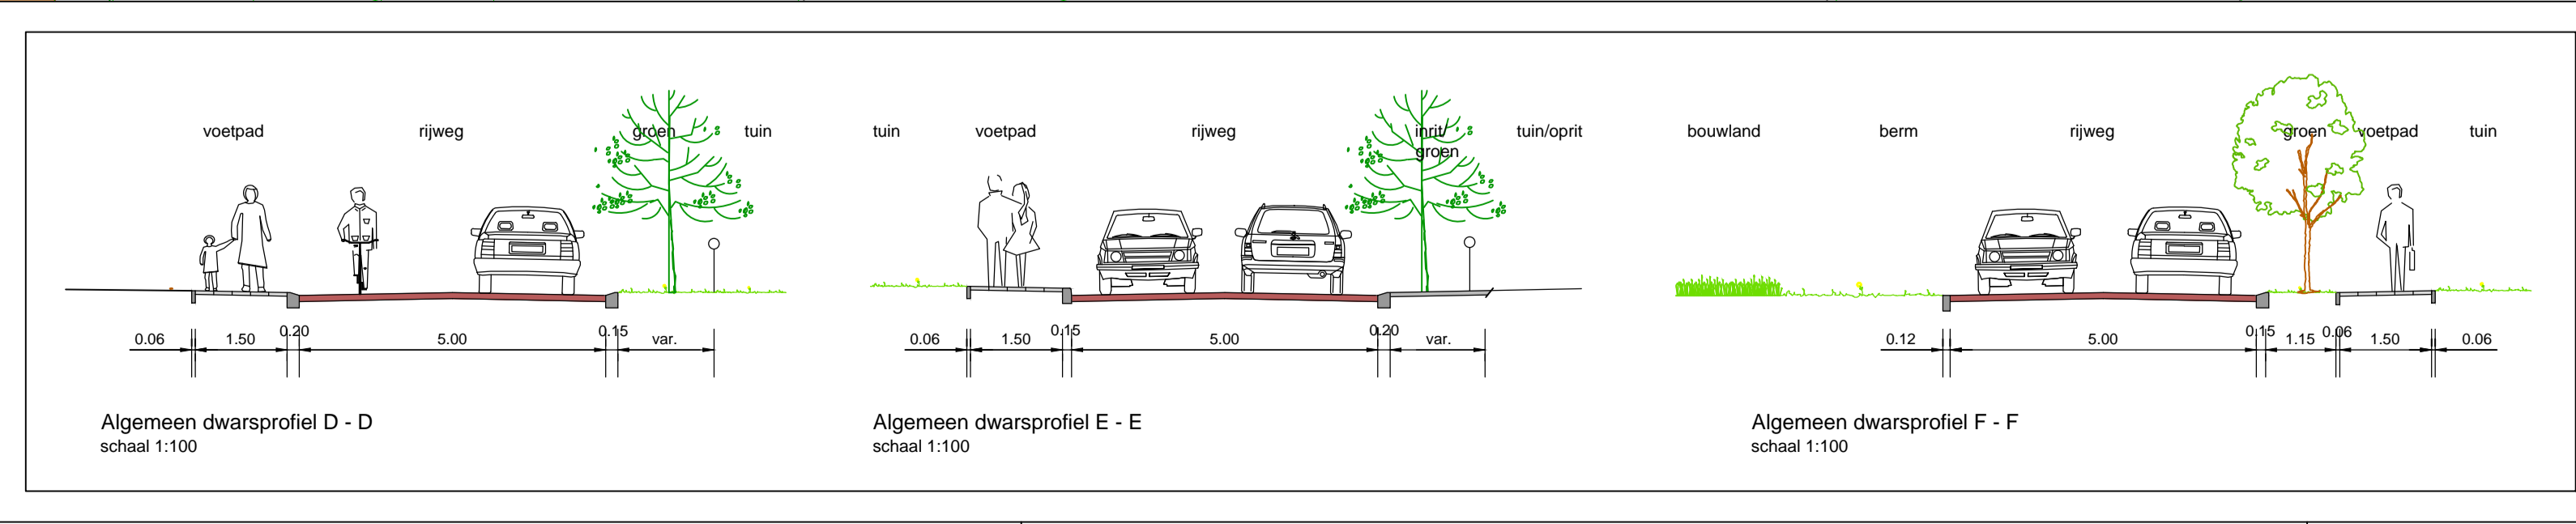 voetpad rijweg groen tuin
0.06 1.50 0.20 5.00 0.15 var.
Algemeen dwarsprofiel D - D
schaal 1:100
tuin voetpad rijweg inrit/ tuin/oprit
groen
0.06 1.50 0.15 5.00 0.20 var.
Algemeen dwarsprofiel E - E
schaal 1:100
bouwland berm rijweg groen voetpad tuin
0.12 5.00 0.15 1.15 0.06 1.50 0.06
Algemeen dwarsprofiel F - F
schaal 1:100